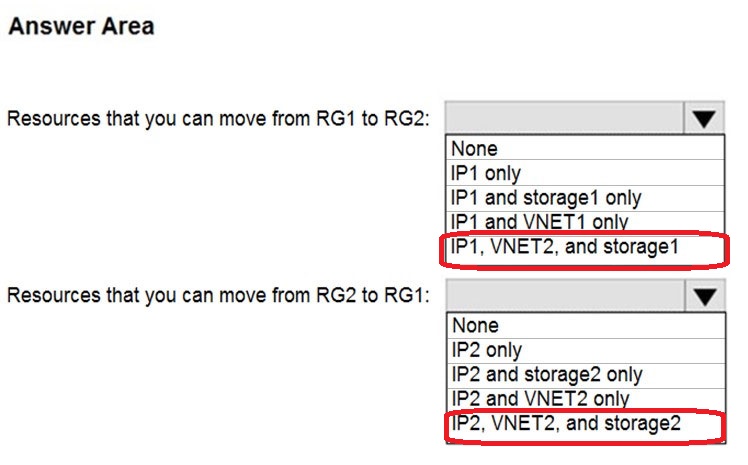 Answer Area
Resources that you can move from RG1 to RG2:
None
IP1 only
IP1 and storage1 only
IP1 and VNET1 only
IP1, VNET2, and storage1
Resources that you can move from RG2 to RG1:
None
IP2 only
IP2 and storage2 only
IP2 and VNET2 only
IP2, VNET2, and storage2